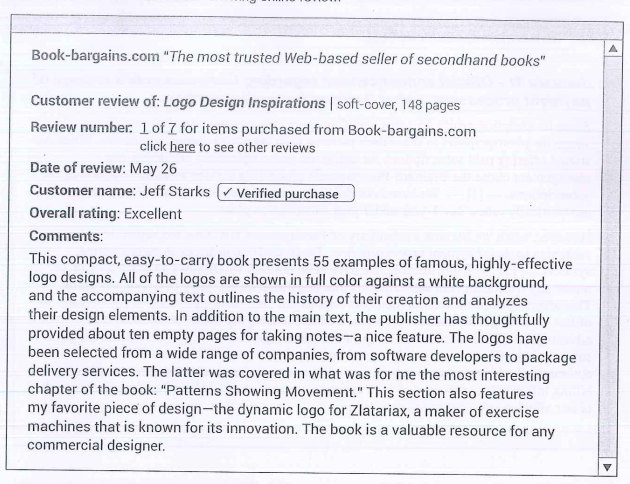 Book-bargains.com “The most trusted Web-based seller of secondhand books”
Customer review of: Logo Design Inspirations | soft-cover, 148 pages
Review number: 1 of 7 for items purchased from Book-bargains.com
click here to see other reviews
Date of review: May 26
Customer name: Jeff Starks ✓ Verified purchase
Overall rating: Excellent
Comments:
This compact, easy-to-carry book presents 55 examples of famous, highly-effective
logo designs. All of the logos are shown in full color against a white background,
and the accompanying text outlines the history of their creation and analyzes
their design elements. In addition to the main text, the publisher has thoughtfully
provided about ten empty pages for taking notes—a nice feature. The logos have
been selected from a wide range of companies, from software developers to package
delivery services. The latter was covered in what was for me the most interesting
chapter of the book: “Patterns Showing Movement.” This section also features
my favorite piece of design—the dynamic logo for Zlatariax, a maker of exercise
machines that is known for its innovation. The book is a valuable resource for any
commercial designer.